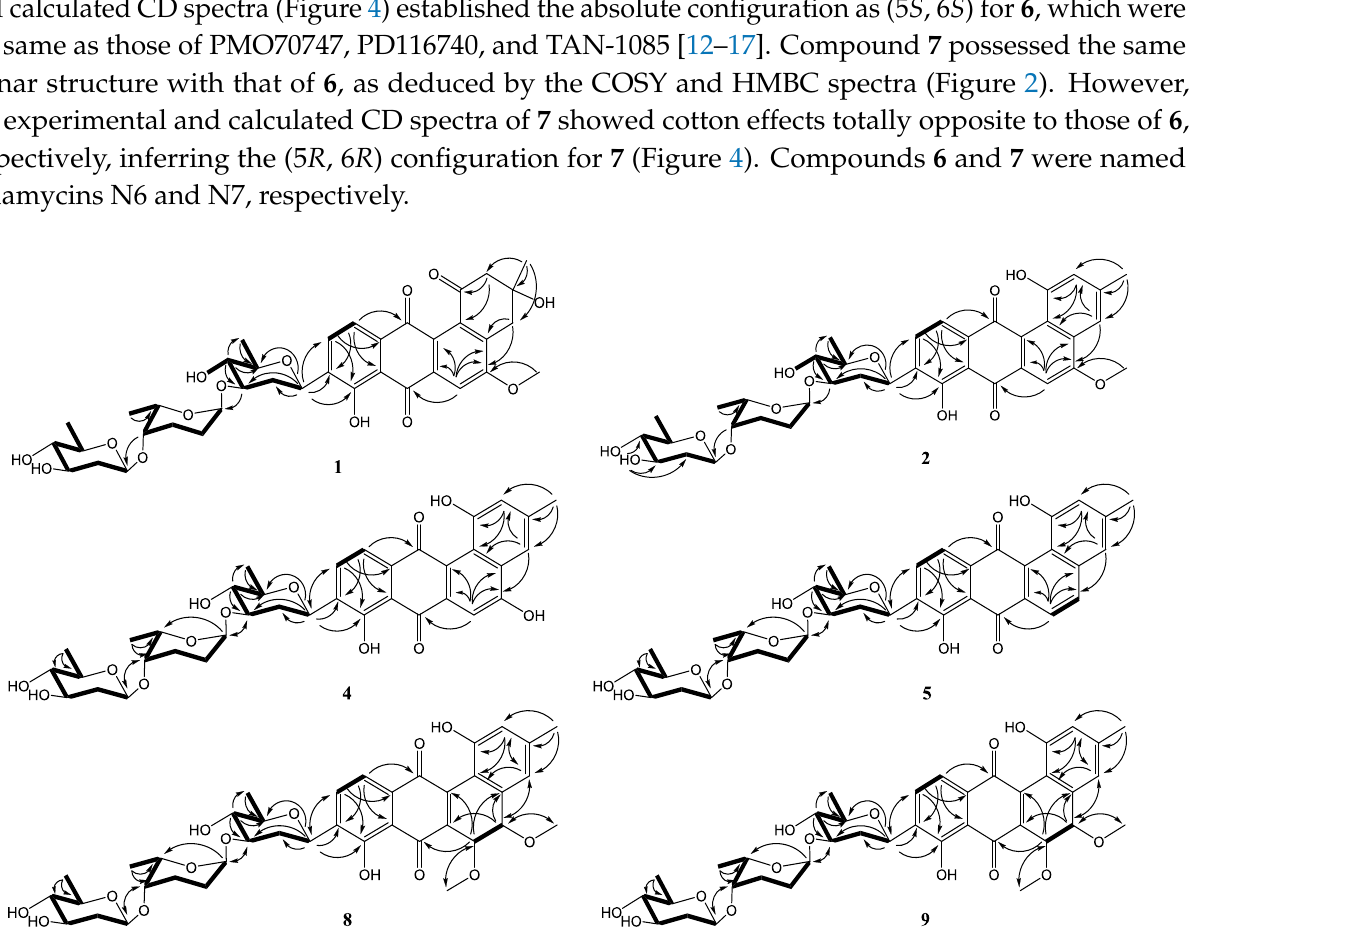 calculated CD spectra (Figure 4) established the absolute configuration as (5S, 6S) for 6, which were
same as those of PMO70747, PD116740, and TAN-1085 [12–17]. Compound 7 possessed the same
structure with that of 6, as deduced by the COSY and HMBC spectra (Figure 2). However,
experimental and calculated CD spectra of 7 showed cotton effects totally opposite to those of 6,
inferring the (5R, 6R) configuration for 7 (Figure 4). Compounds 6 and 7 were named
N6 and N7, respectively.
O
O
OH
O
HO
O
O
O
OH
O
O
HO
HO
O
1
HO
O
O
HO
O
O
O
OH
O
O
HO
HO
O
2
HO
O
O
HO
O
OH
O
OH
O
O
HO
HO
O
4
HO
O
O
HO
O
O
OH
O
O
HO
HO
O
5
HO
O
O
HO
O
O
O
OH
O
O
O
HO
HO
O
8
HO
O
O
HO
O
O
O
OH
O
O
O
HO
HO
O
9